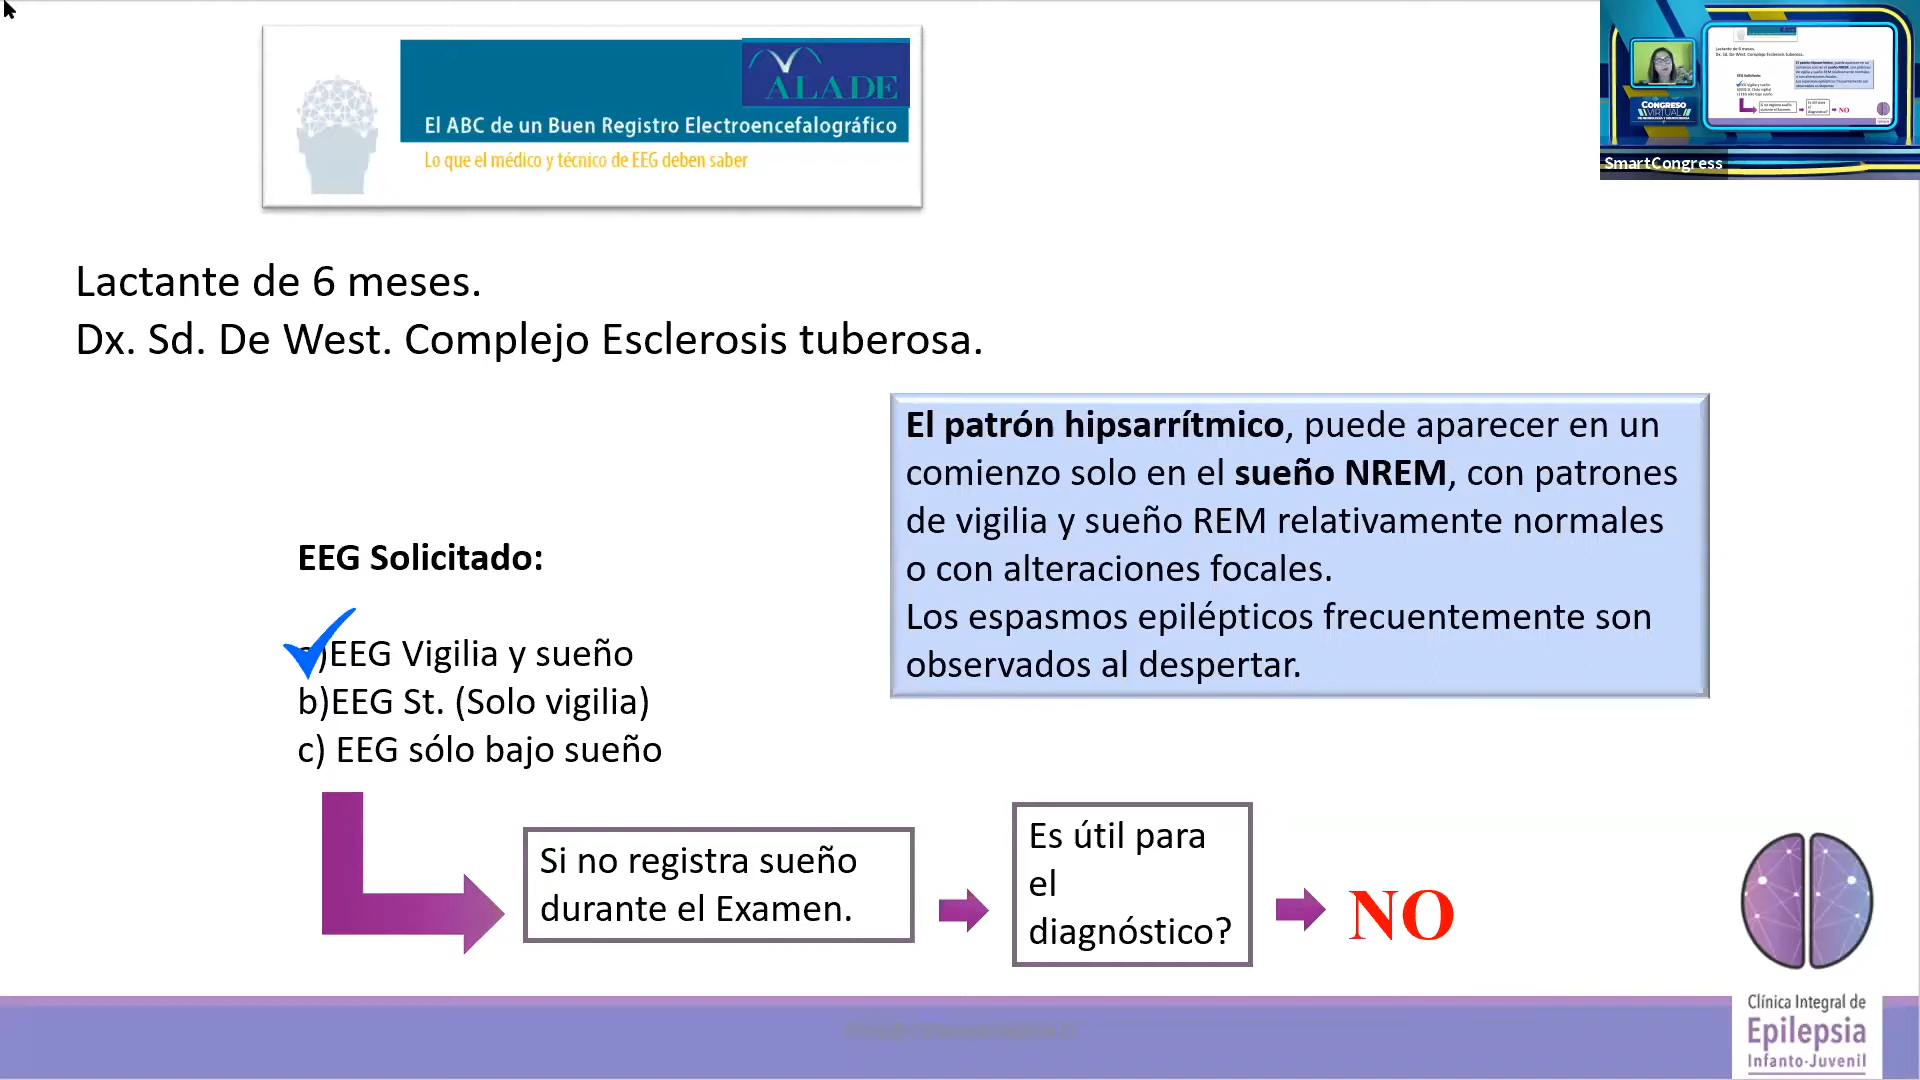 ALADE
El ABC de un Buen Registro Electroencefalográfico
Lo que el médico y técnico de EEG deben saber
CONGRESO
VIRTUAL
SmartCongress
Lactante de 6 meses.
Dx. Sd. De West. Complejo Esclerosis tuberosa.
El patrón hipsarrítmico, puede aparecer en un
comienzo solo en el sueño NREM, con patrones
de vigilia y sueño REM relativamente normales
o con alteraciones focales.
Los espasmos epilépticos frecuentemente son
observados al despertar.
EEG Solicitado:
a)EEG Vigilia y sueño
b)EEG St. (Solo vigilia)
c) EEG sólo bajo sueño
Si no registra sueño
durante el Examen.
Es útil para
el
diagnóstico?
NO
Clínica Integral de
Epilepsia
Infanto-Juvenil